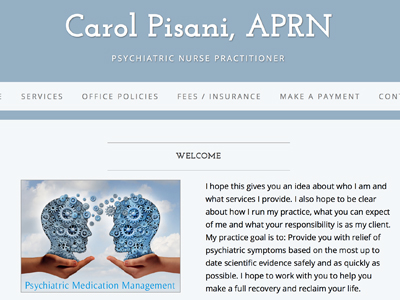 Carol Pisani, APRN
PSYCHIATRIC NURSE PRACTITIONER
E SERVICES OFFICE POLICIES FEES / INSURANCE MAKE A PAYMENT CONT
WELCOME
Psychiatric Medication Management
I hope this gives you an idea about who I am and
what services I provide. I also hope to be clear
about how I run my practice, what you can expect
of me and what your responsibility is as my client.
My practice goal is to: Provide you with relief of
psychiatric symptoms based on the most up to
date scientific evidence safely and as quickly as
possible. I hope to work with you to help you
make a full recovery and reclaim your life.